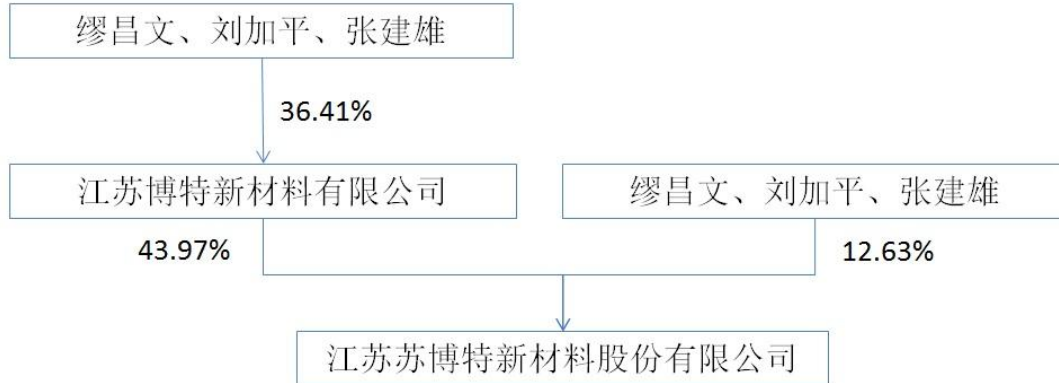 缪昌文、刘加平、张建雄
36.41%
江苏博特新材料有限公司
缪昌文、刘加平、张建雄
43.97%
12.63%
江苏苏博特新材料股份有限公司